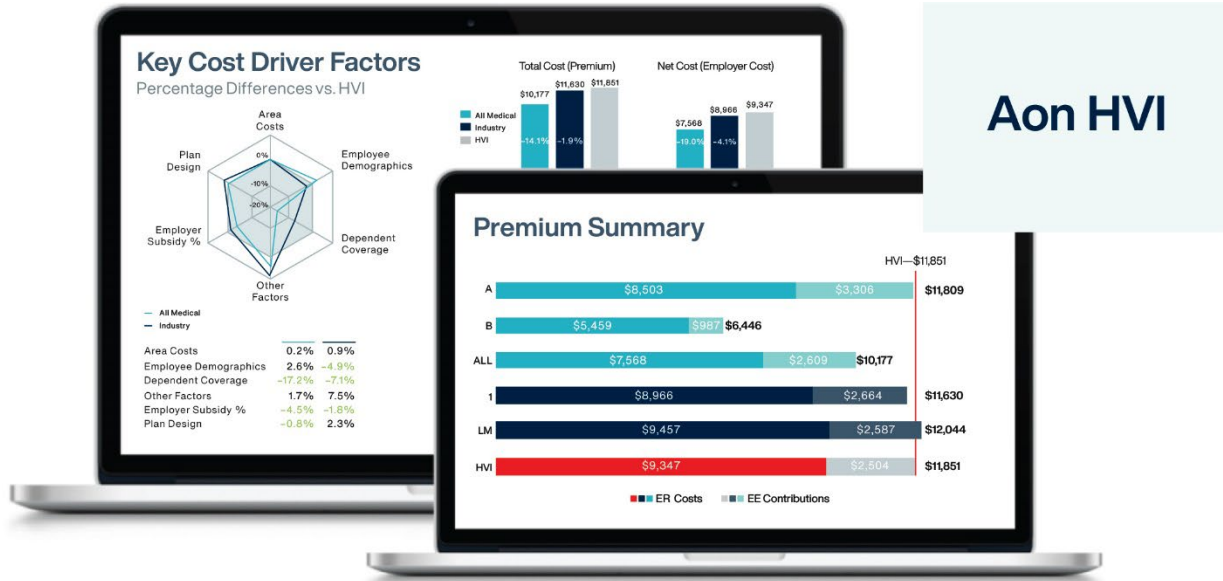 Key Cost Driver Factors
Percentage Differences vs. HVI
Area
Costs
Plan
Design
Employee
Demographics
0%
-10%
-20%
Employer
Subsidy %
Dependent
Coverage
Other
Factors
All Medical
Industry
Area Costs 0.2% 0.9%
Employee Demographics 2.6% -4.9%
Dependent Coverage -17.2% -7.1%
Other Factors 1.7% 7.5%
Employer Subsidy % -4.5% -1.8%
Plan Design -0.8% 2.3%
Total Cost (Premium)
$10,177 $11,630 $11,851
All Medical
Industry
HVI
-14.1% -1.9%
Net Cost (Employer Cost)
$7,568 $8,966 $9,347
-19.0% -4.1%
Aon HVI
Premium Summary
HVI—$11,851
A $8,503 $3,306 $11,809
B $5,459 $987 $6,446
ALL $7,568 $2,609 $10,177
1 $8,966 $2,664 $11,630
LM $9,457 $2,587 $12,044
HVI $9,347 $2,504 $11,851
ER Costs EE Contributions